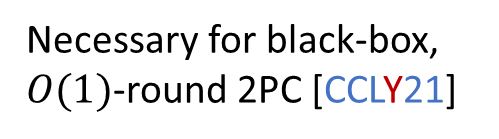 Necessary for black-box,
O(1)-round 2PC [CCLY21]